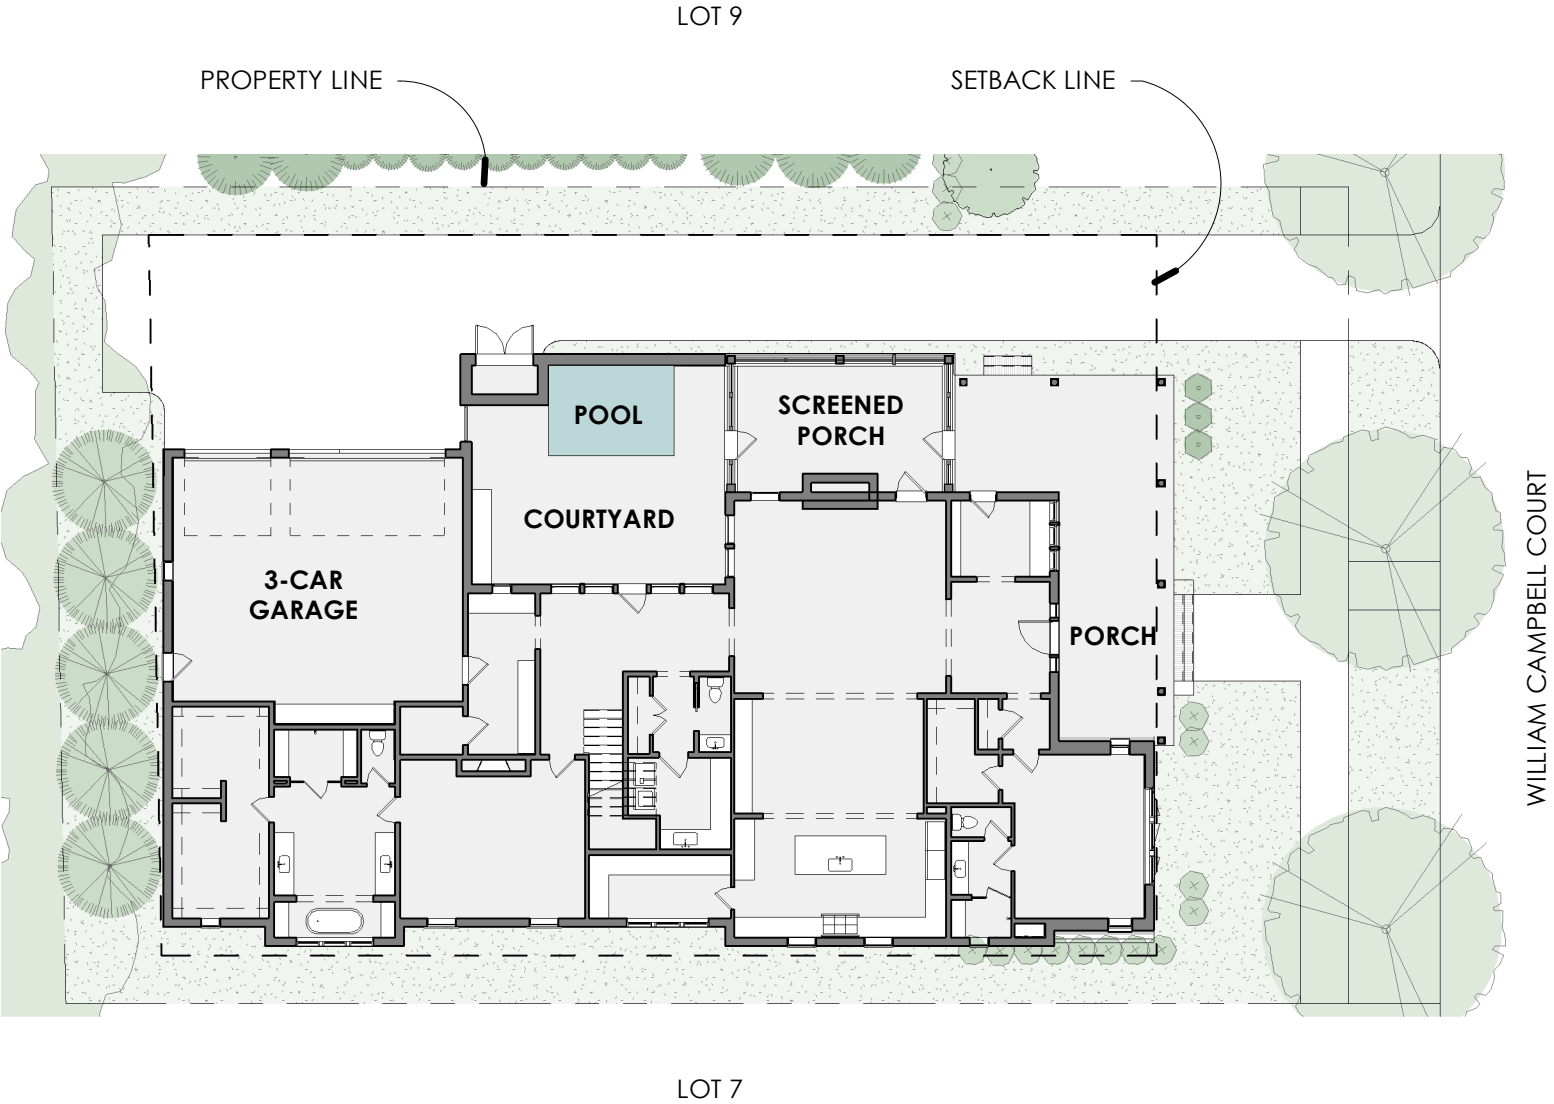 LOT 9
PROPERTY LINE
SETBACK LINE
POOL
SCREENED
PORCH
COURTYARD
3-CAR
GARAGE
PORCH
WILLIAM CAMPBELL COURT
LOT 7